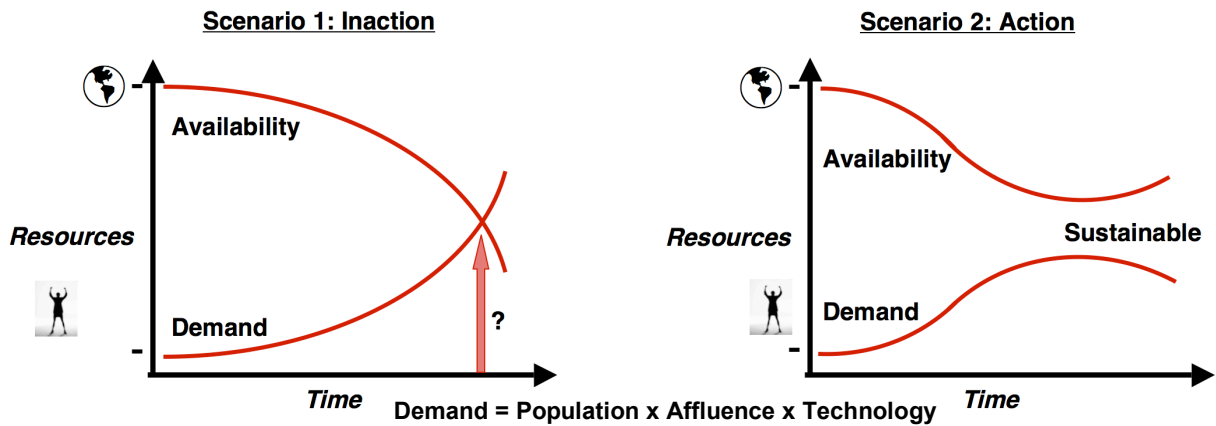 Scenario 1: Inaction
Availability
Resources
Demand
?
Time
Scenario 2: Action
Availability
Resources
Sustainable
Demand
Time
Demand = Population x Affluence x Technology